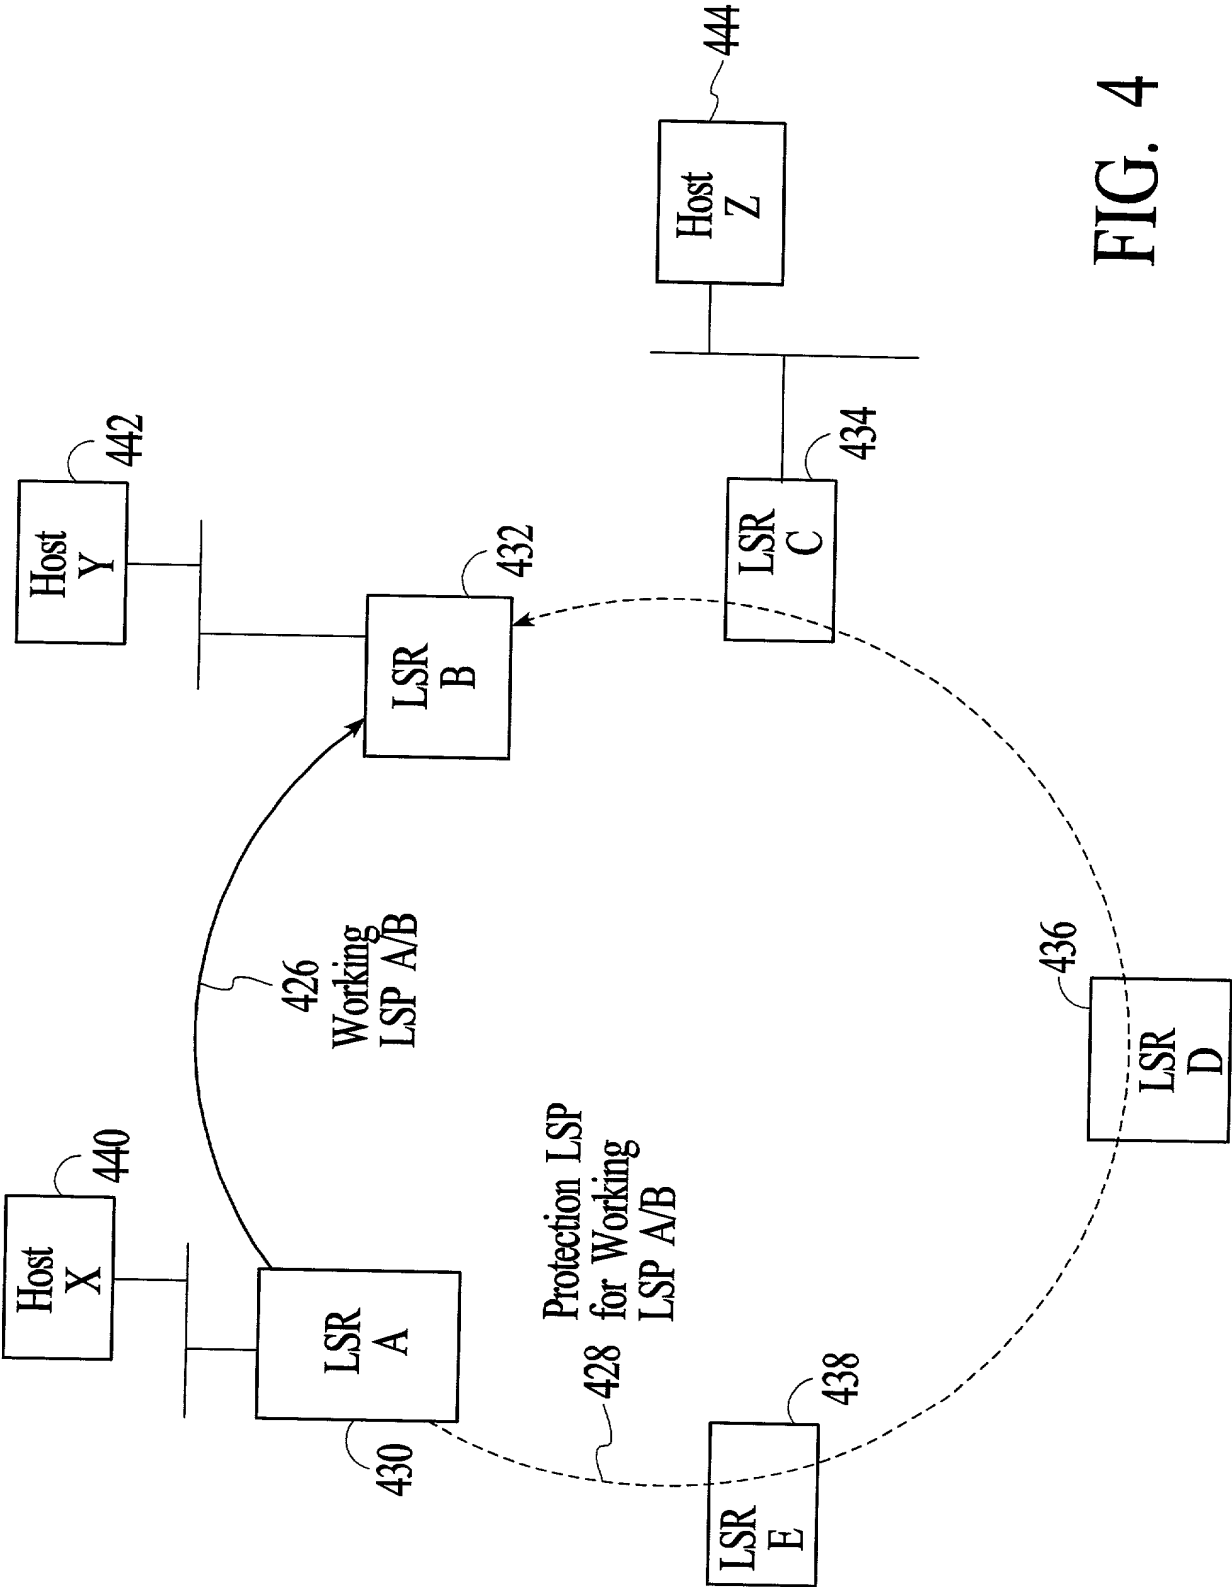 Host
X
440
Host
Y
442
LSR
A
430
426
Working
LSP A/B
LSR
B
432
428
Protection LSP
for Working
LSP A/B
LSR
E
438
LSR
C
434
Host
Z
444
LSR
D
436
FIG. 4